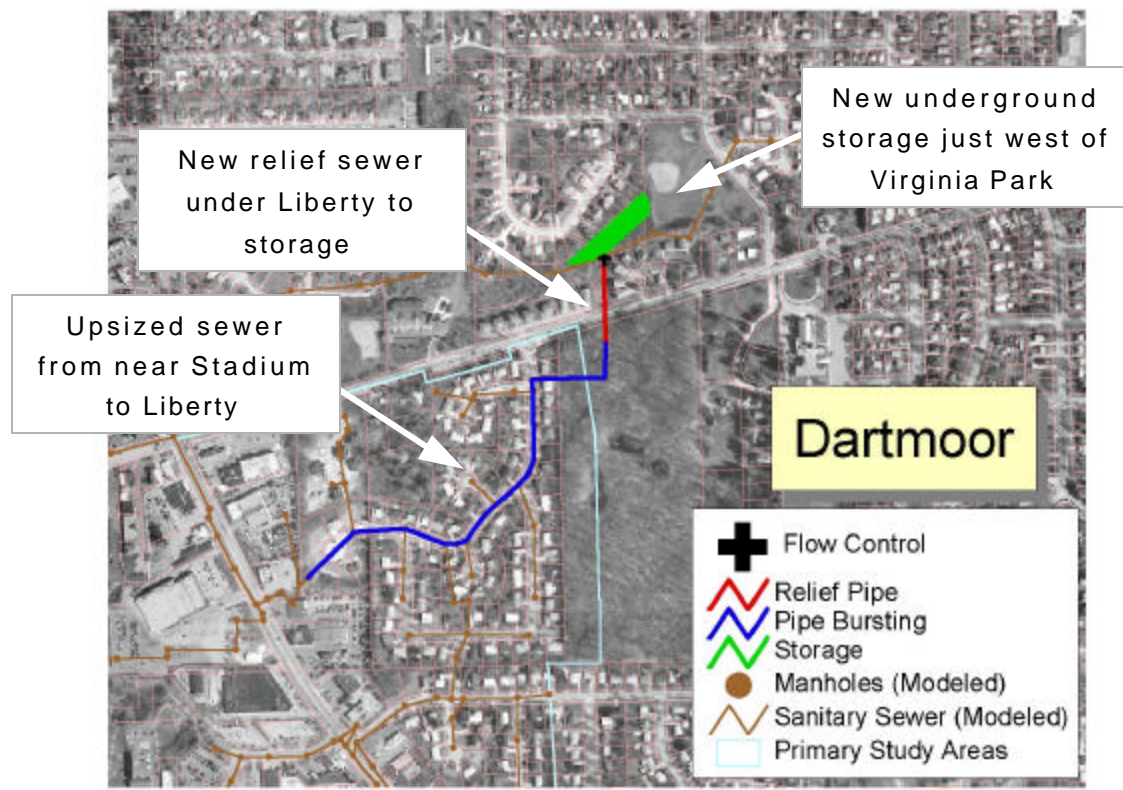 New underground
storage just west of
Virginia Park
New relief sewer
under Liberty to
storage
Upsized sewer
from near Stadium
to Liberty
Dartmoor
Flow Control
Relief Pipe
Pipe Bursting
Storage
Manholes (Modeled)
Sanitary Sewer (Modeled)
Primary Study Areas